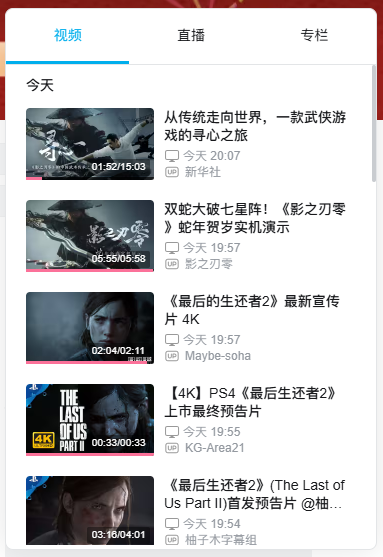 视频 直播 专栏
今天
寻心
01:52/15:03
从传统走向世界，一款武侠游
戏的寻心之旅
今天 20:07
UP 新华社
影之刃零
05:55/05:58
双蛇大破七星阵！《影之刃零
》蛇年贺岁实机演示
今天 19:57
UP 影之刃零
02:04/02:11
《最后的生还者2》最新宣传
片 4K
今天 19:57
UP Maybe-soha
THE
LAST
OF US
PART II
4K
ULTRA HD
00:33/00:33
【4K】PS4《最后生还者2》
上市最终预告片
今天 19:55
UP KG-Area21
03:16/04:01
《最后生还者2》(The Last of
Us Part II)首发预告片 @柚...
今天 19:54
UP 柚子木字幕组